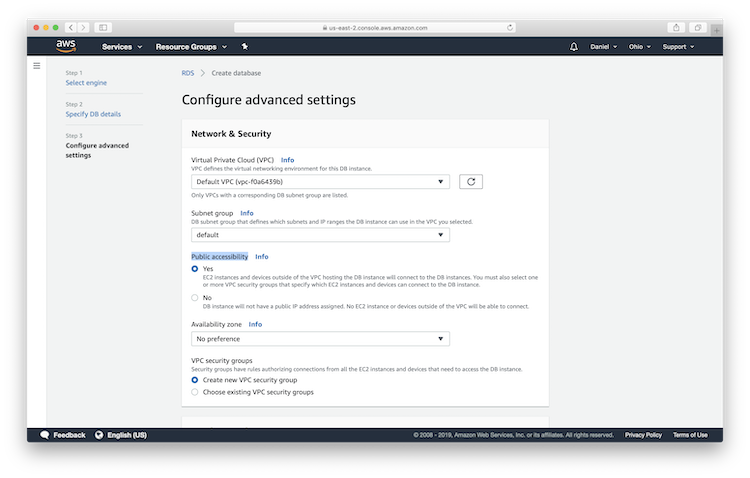 us-east-2.console.aws.amazon.com
aws
Services
Resource Groups
Daniel
Ohio
Support
Step 1
Select engine
Step 2
Specify DB details
Step 3
Configure advanced
settings
RDS > Create database
Configure advanced settings
Network & Security
Virtual Private Cloud (VPC) Info
VPC defines the virtual networking environment for this DB instance.
Default VPC (vpc-f0a6439b)
Only VPCs with a corresponding DB subnet group are listed.
Subnet group Info
DB subnet group that defines which subnets and IP ranges the DB instance can use in the VPC you selected.
default
Public accessibility Info
Yes
EC2 instances and devices outside of the VPC hosting the DB instance will connect to the DB instances. You must also select one
or more VPC security groups that specify which EC2 instances and devices can connect to the DB instance.
No
DB instance will not have a public IP address assigned. No EC2 instance or devices outside of the VPC will be able to connect.
Availability zone Info
No preference
VPC security groups
Security groups have rules authorizing connections from all the EC2 instances and devices that need to access the DB instance.
Create new VPC security group
Choose existing VPC security groups
Feedback
English (US)
© 2008 - 2019, Amazon Web Services, Inc. or its affiliates. All rights reserved.
Privacy Policy
Terms of Use